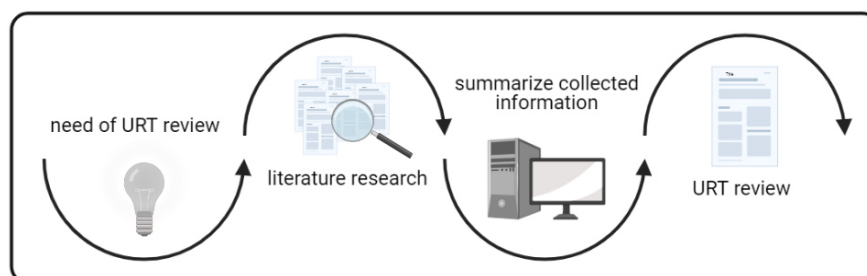 need of URT review
literature research
summarize collected
information
URT review